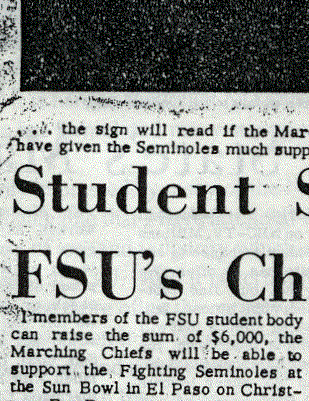 .... the sign will read if the Mar-
have given the Seminoles much supp
Student S
FSU's Ch
If members of the FSU student body
can raise the sum of $6,000, the
Marching Chiefs will be able to
support the Fighting Seminoles at
the Sun Bowl in El Paso on Christ-